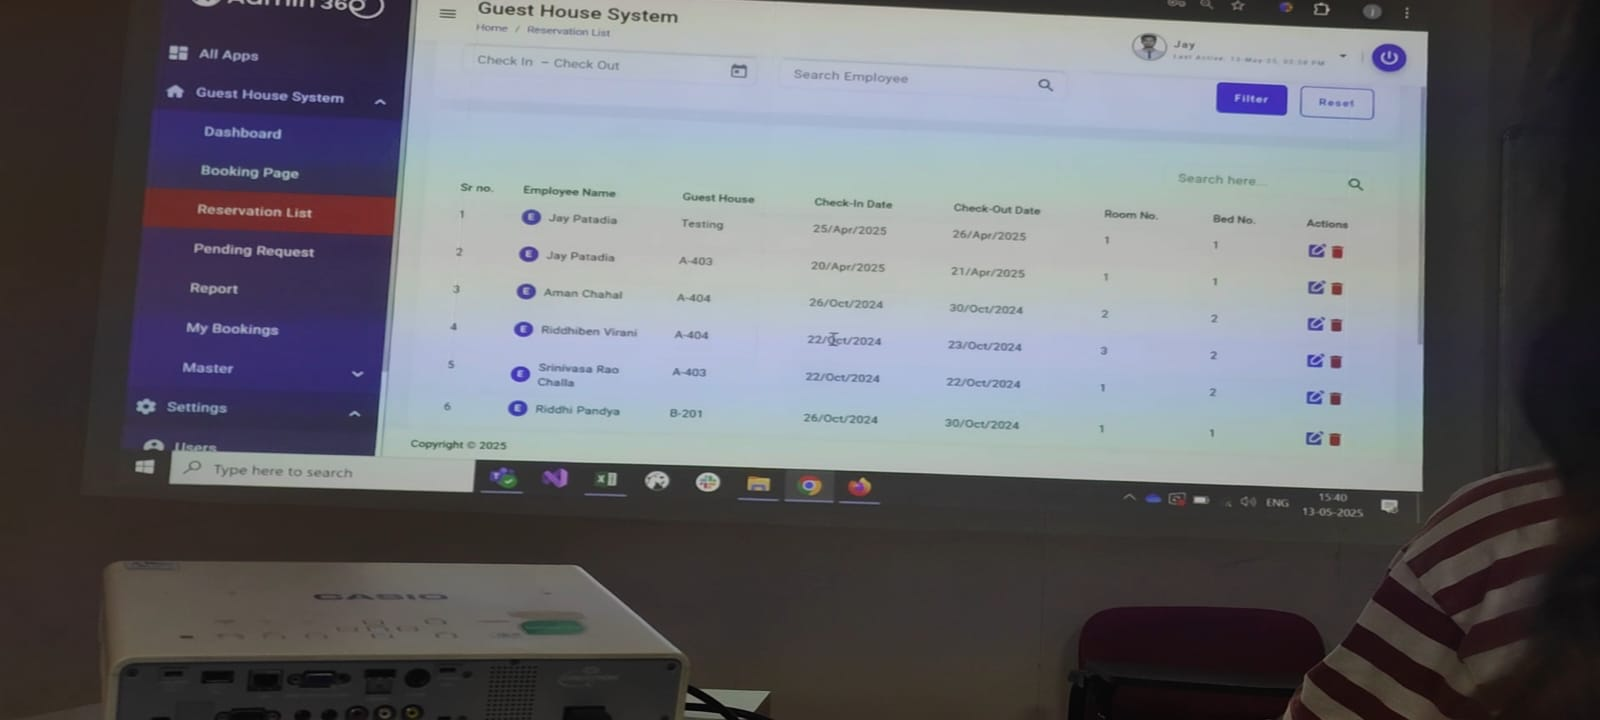 Admin 360
Guest House System
Home / Reservation List
Jay
All Apps
Guest House System
Dashboard
Booking Page
Reservation List
Pending Request
Report
My Bookings
Master
Settings
Users
Check In – Check Out
Search Employee
Filter
Reset
Search here...
Sr no. Employee Name Guest House Check-In Date Check-Out Date Room No. Bed No. Actions
1 E Jay Patadia Testing 25/Apr/2025 26/Apr/2025 1 1
2 E Jay Patadia A-403 20/Apr/2025 21/Apr/2025 1 1
3 E Aman Chahal A-404 26/Oct/2024 30/Oct/2024 2 2
4 E Riddhiben Virani A-404 22/Oct/2024 23/Oct/2024 3 2
5 E Srinivasa Rao A-403 22/Oct/2024 22/Oct/2024 1 2
Challa
6 E Riddhi Pandya B-201 26/Oct/2024 30/Oct/2024 1 1
Copyright © 2025
Type here to search
ENG
15:40
13-05-2025
CASIO